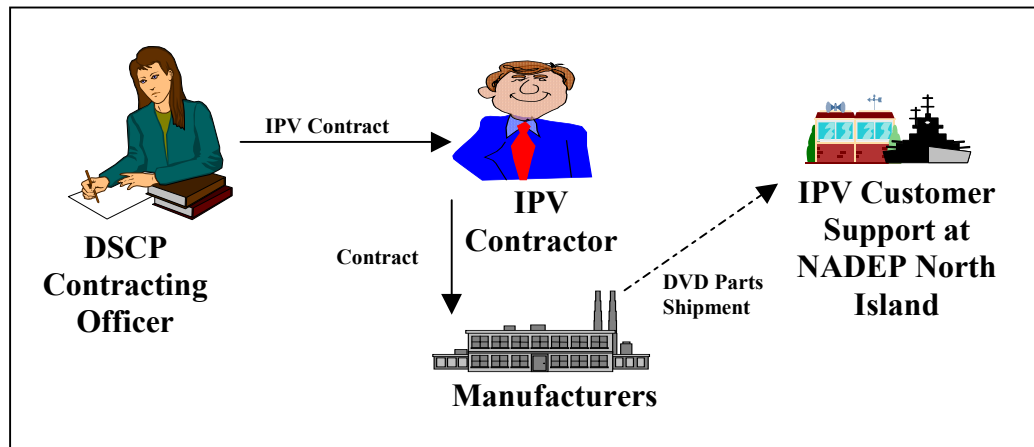 IPV Contract
DSCP
Contracting
Officer
IPV
Contractor
Contract
Manufacturers
DVD Parts
Shipment
IPV Customer
Support at
NADEP North
Island